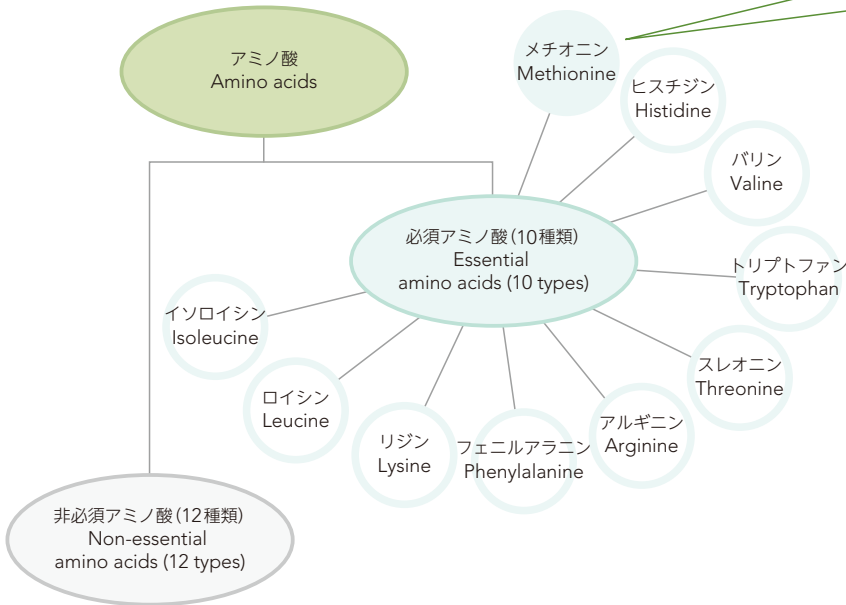 アミノ酸
Amino acids
メチオニン
Methionine
ヒスチジン
Histidine
バリン
Valine
必須アミノ酸(10種類)
Essential
amino acids (10 types)
トリプトファン
Tryptophan
イソロイシン
Isoleucine
スレオニン
Threonine
ロイシン
Leucine
アルギニン
Arginine
リジン
Lysine
フェニルアラニン
Phenylalanine
非必須アミノ酸(12種類)
Non-essential
amino acids (12 types)